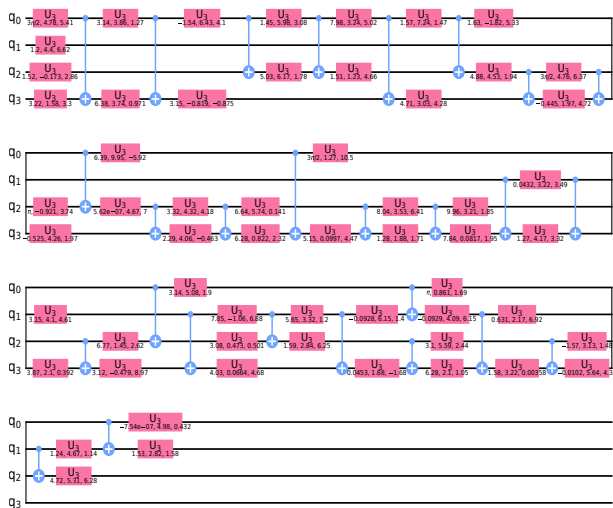 q0 U3 3π/2, 4.78, 5.41 U3 3.14, 3.86, 1.27 U3 −1.54, 6.43, 4.1 U3 1.45, 5.98, 3.08 U3 7.98, 3.24, 5.02 U3 1.57, 7.24, 1.47 U3 1.63, −1.82, 5.33
q1 U3 1.2, 4.4, 6.62
q2 U3 1.52, −0.173, 2.86 U3 5.03, 6.17, 1.78 U3 1.51, 1.23, 4.66 U3 4.88, 4.53, 1.94 U3 3π/2, 4.76, 6.37
q3 U3 3.22, 1.58, 3.3 U3 6.38, 3.74, 0.971 U3 3.15, −0.819, −0.875 U3 4.71, 3.03, 4.28 U3 −0.445, 1.97, 4.72
q0 U3 6.39, 9.95, −5.92 U3 3π/2, 1.27, 10.5
q1 U3 0.0432, 3.22, 3.49
q2 U3 π, −0.921, 3.74 U3 5.62e−07, 4.67, 7 U3 3.32, 4.32, 4.18 U3 6.64, 5.74, 0.141 U3 8.04, 3.53, 6.41 U3 9.96, 3.21, 1.85
q3 U3 −0.525, 4.26, 1.97 U3 2.29, 4.06, −0.463 U3 6.28, 0.822, 2.32 U3 5.15, 0.0997, 4.47 U3 1.28, 1.88, 1.71 U3 7.84, 0.0817, 1.95 U3 1.27, 4.17, 3.32
q0 U3 3.14, 5.08, 1.9 U3 π, 0.861, 1.69
q1 U3 3.15, 4.1, 4.61 U3 7.85, −1.06, 6.88 U3 5.65, 3.32, 1.2 U3 −0.0928, 6.15, 1.4 U3 −0.0929, 4.09, 6.15 U3 0.631, 2.17, 6.92
q2 U3 6.77, 1.45, 2.62 U3 3.08, 0.473, 0.501 U3 1.59, 2.84, 6.25 U3 3.1, 5.59, 2.44 U3 −1.57, 3.13, 1.48
q3 U3 3.87, 2.1, 0.392 U3 3.12, −0.479, 8.97 U3 4.03, 0.0664, 4.68 U3 0.0453, 1.68, −1.68 U3 6.28, 2.1, 1.05 U3 1.58, 3.22, 0.00358 U3 −0.0102, 5.64, 4.3
q0 U3 −7.54e−07, 4.98, 0.432
q1 U3 1.24, 4.67, 1.14 U3 1.53, 2.82, 1.58
q2 U3 4.72, 5.31, 6.28
q3